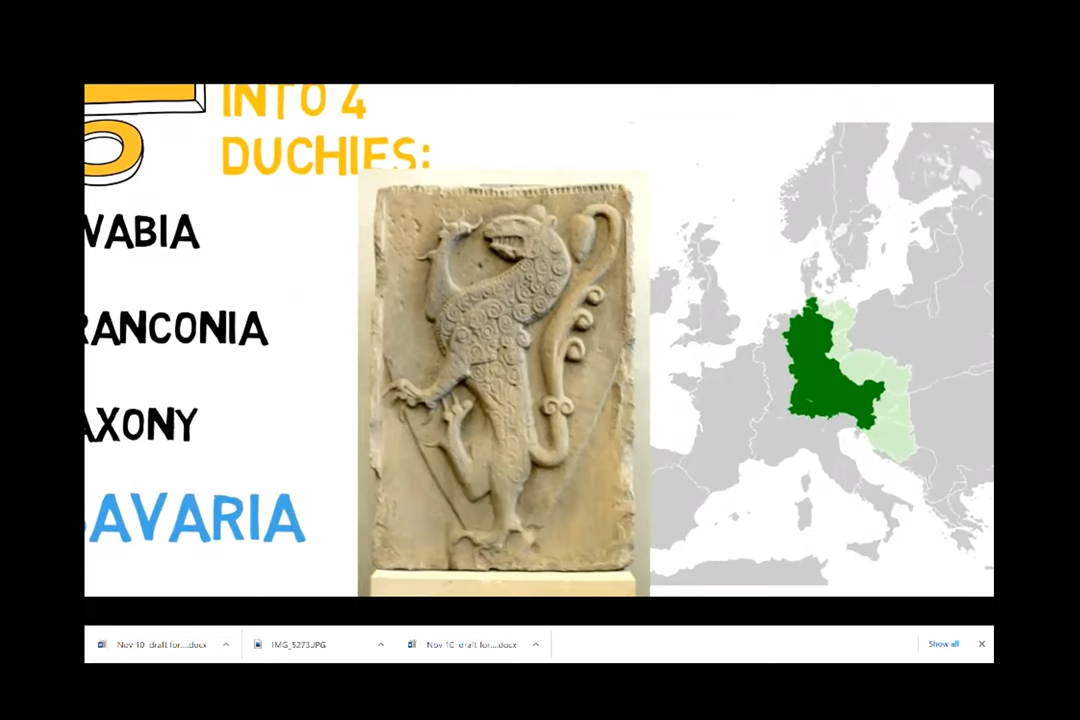 INTO 4
DUCHIES:
WABIA
RANCONIA
AXONY
BAVARIA
Nov 10 draft for....docx
IMG_5273.JPG
Nov 10 draft for....docx
Show all